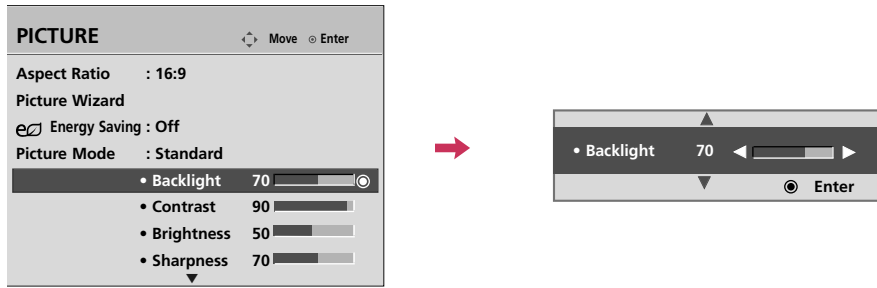 PICTURE Move Enter
Aspect Ratio : 16:9
Picture Wizard
eco Energy Saving : Off
Picture Mode : Standard
• Backlight 70
• Contrast 90
• Brightness 50
• Sharpness 70
• Backlight 70
Enter